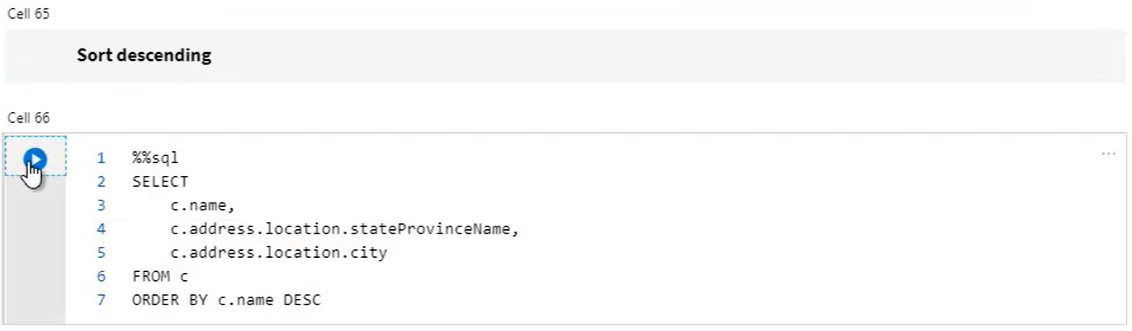 Cell 65
Sort descending
Cell 66
...
1 %%sql
2 SELECT
3     c.name,
4     c.address.location.stateProvinceName,
5     c.address.location.city
6 FROM c
7 ORDER BY c.name DESC